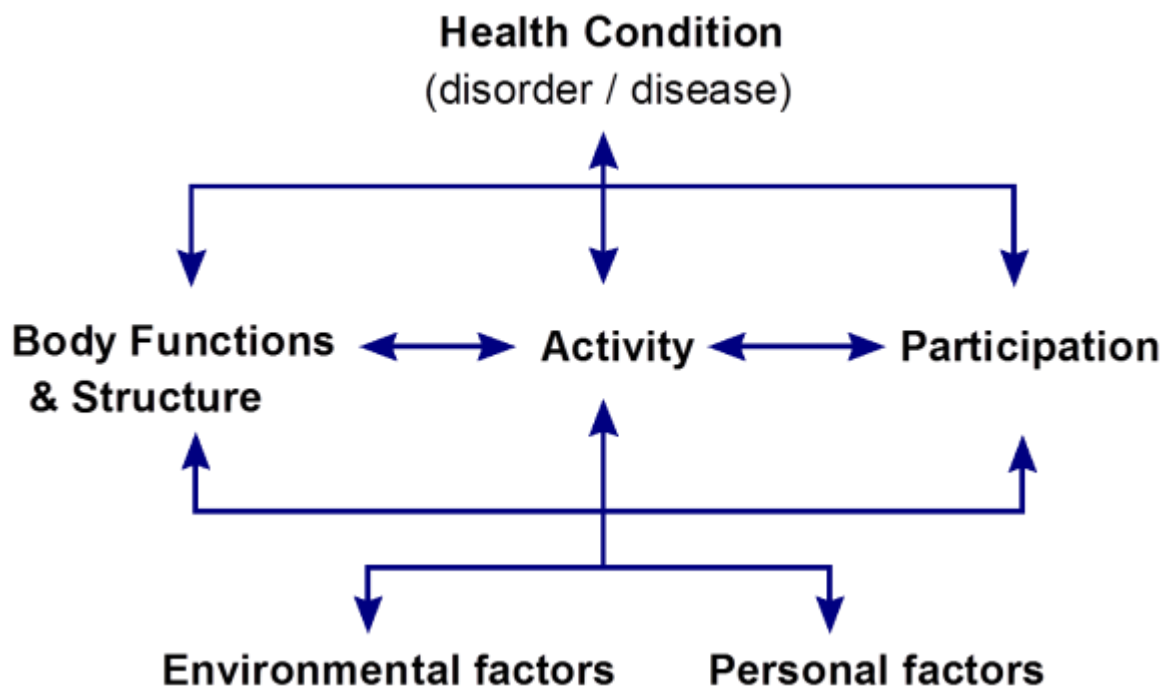 Health Condition
(disorder / disease)
Body Functions
& Structure
Activity
Participation
Environmental factors
Personal factors